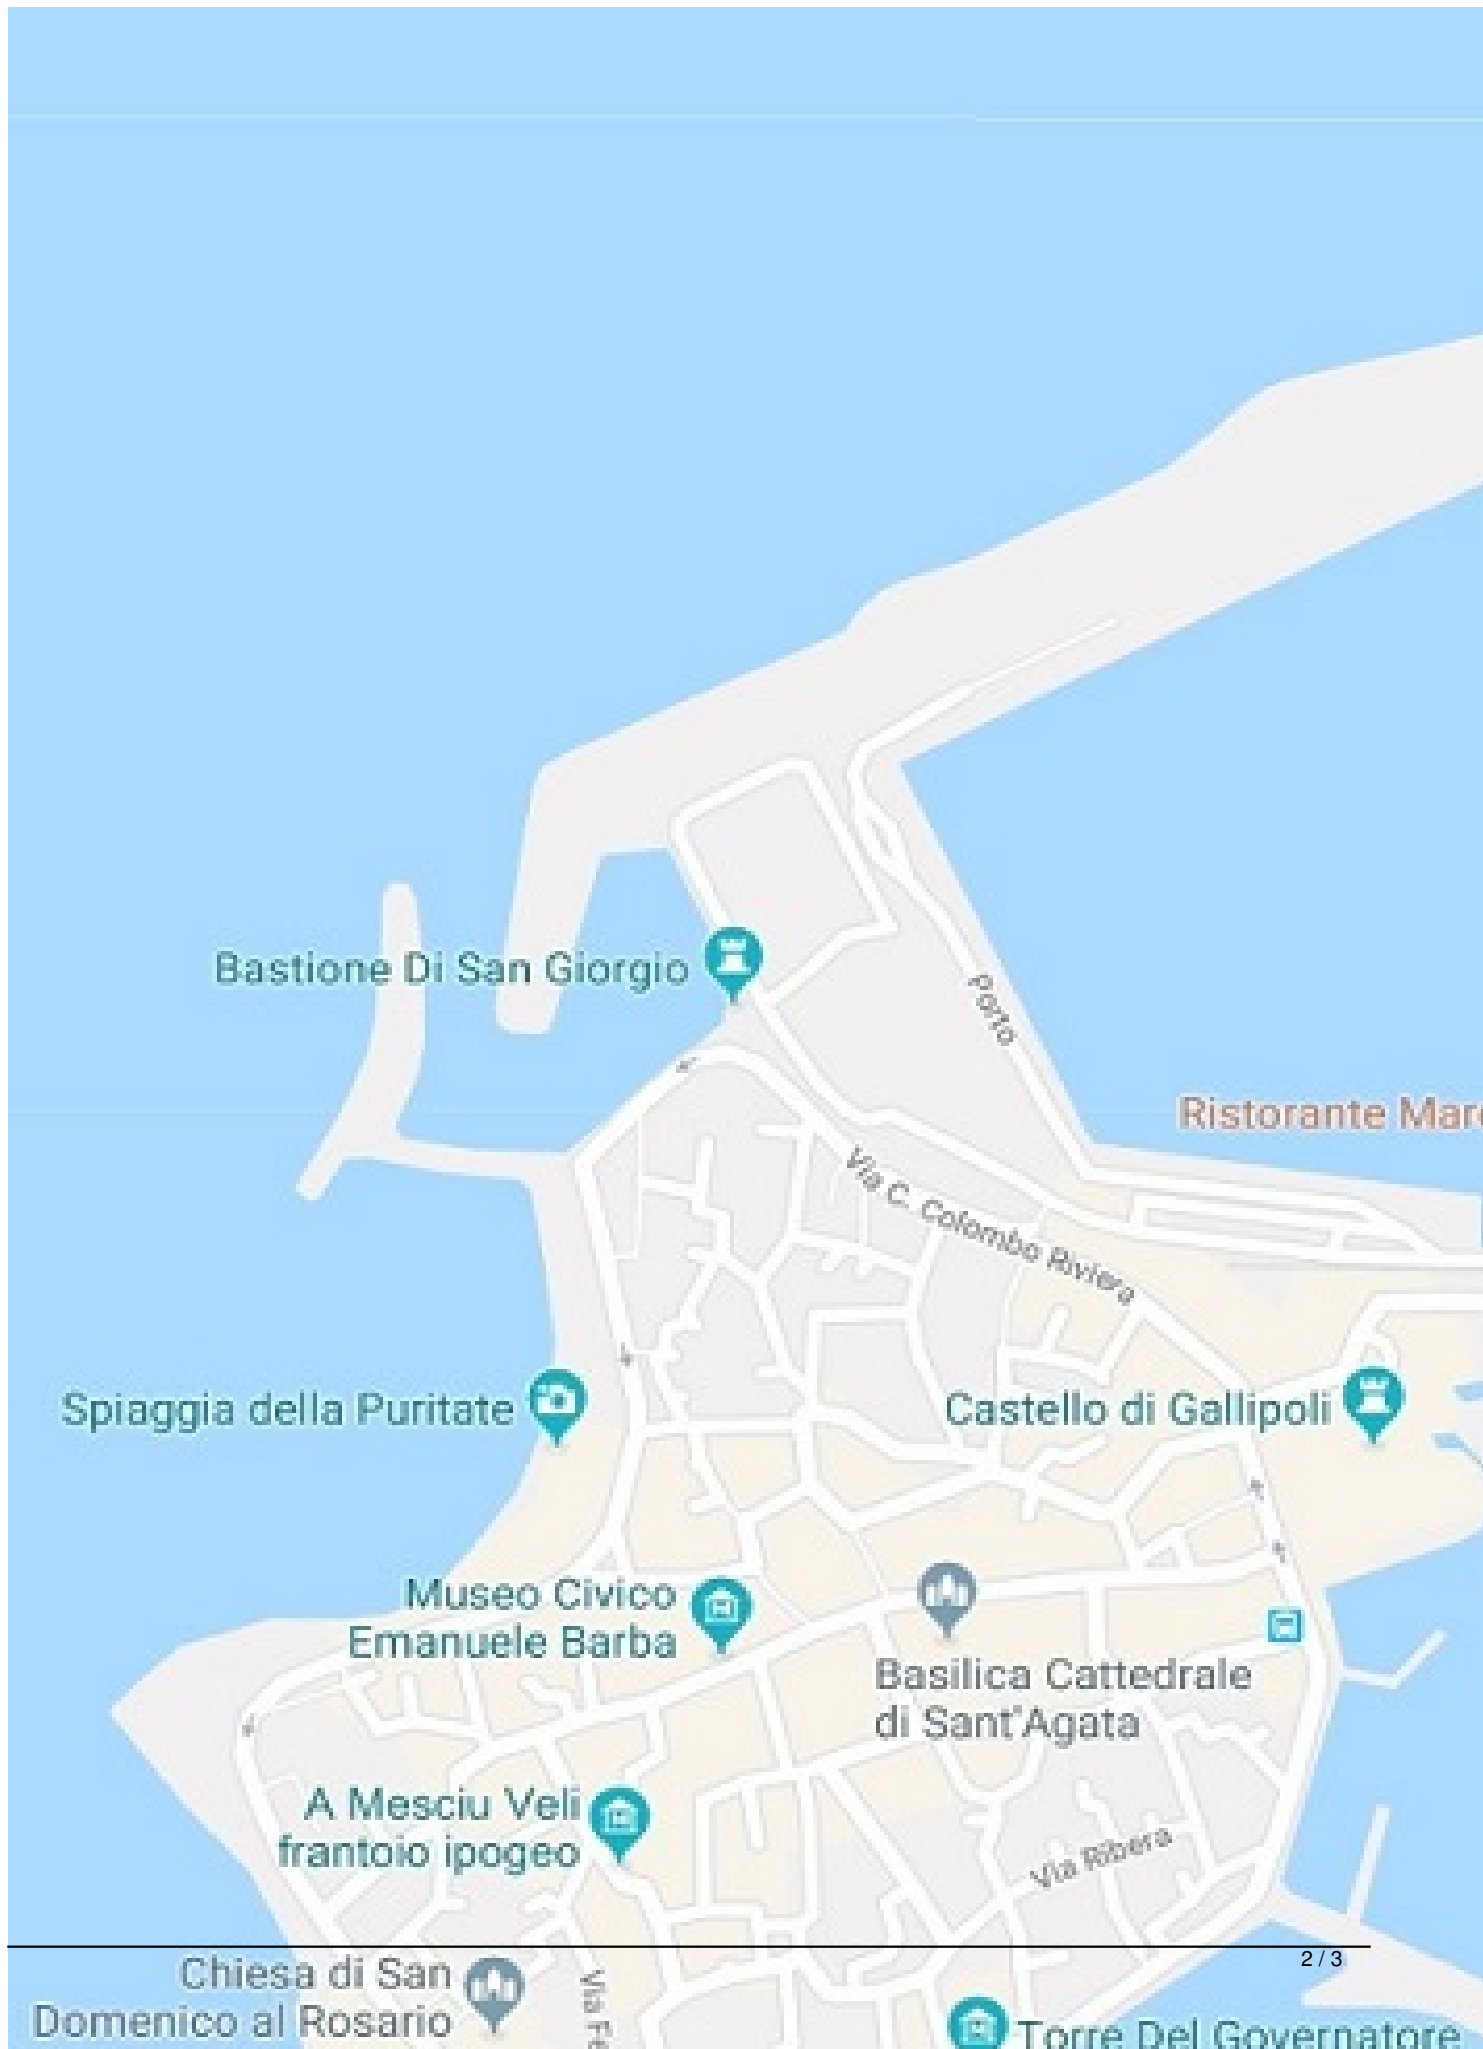 Bastione Di San Giorgio
Porto
Ristorante Mar
Via C. Colombo Riviera
Spiaggia della Puritate
Castello di Gallipoli
Museo Civico
Emanuele Barba
Basilica Cattedrale
di Sant'Agata
A Mesciu Veli
frantoio ipogeo
Via Ribera
2 / 3
Chiesa di San
Domenico al Rosario
Via Fe
Torre Del Governatore